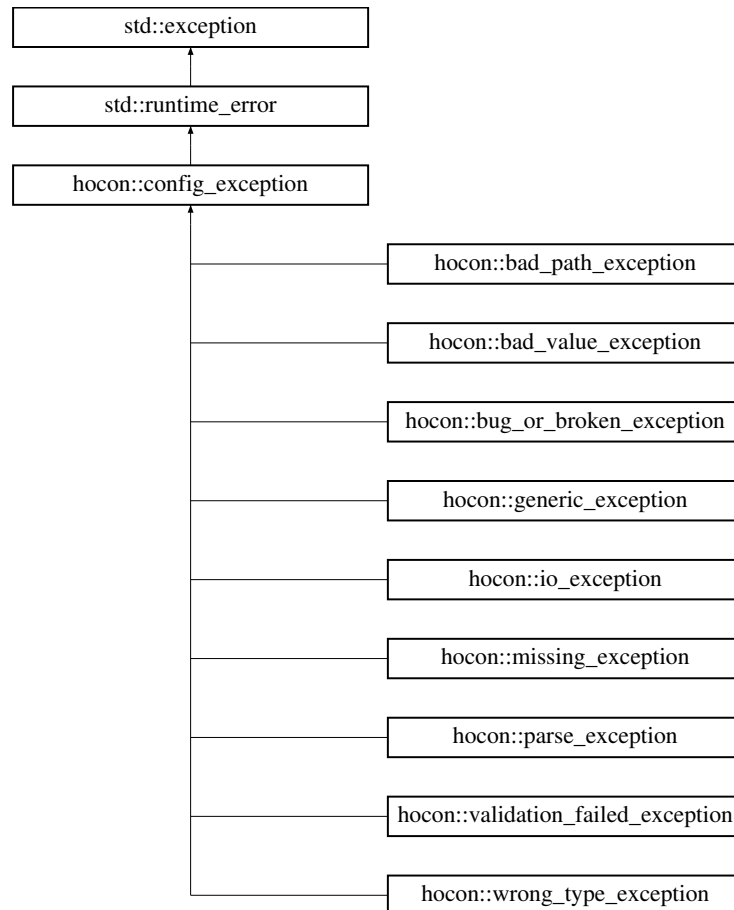 std::exception
std::runtime_error
hocon::config_exception
hocon::bad_path_exception
hocon::bad_value_exception
hocon::bug_or_broken_exception
hocon::generic_exception
hocon::io_exception
hocon::missing_exception
hocon::parse_exception
hocon::validation_failed_exception
hocon::wrong_type_exception